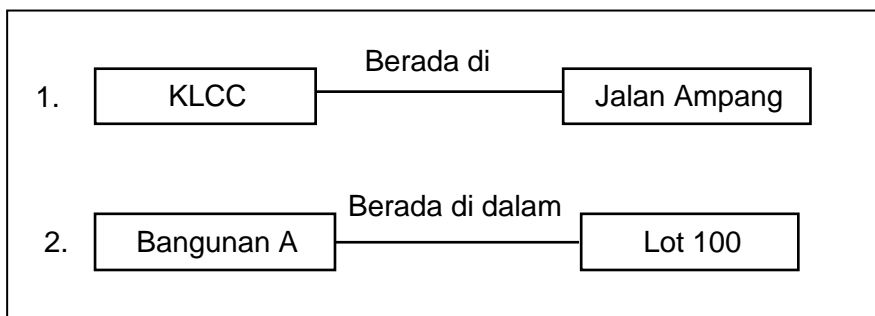 Berada di
1. KLCC Jalan Ampang
Berada di dalam
2. Bangunan A Lot 100